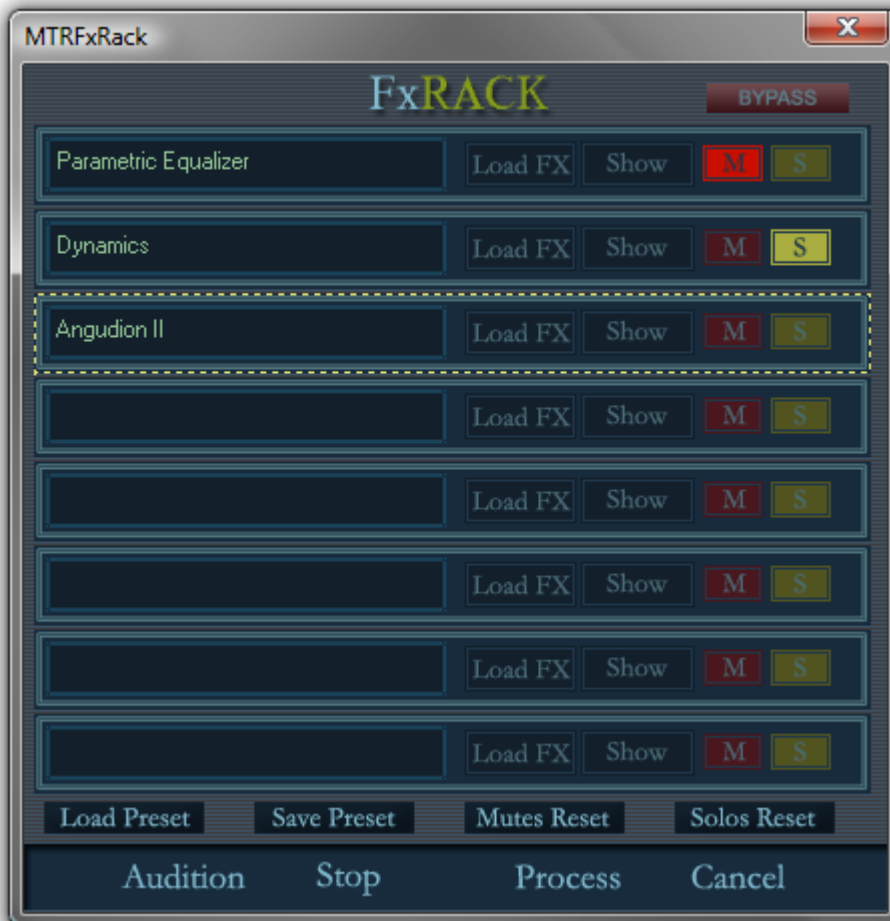 MTRFxRack
FxRACK BYPASS
Parametric Equalizer Load FX Show M S
Dynamics Load FX Show M S
Angudion II Load FX Show M S
Load FX Show M S
Load FX Show M S
Load FX Show M S
Load FX Show M S
Load FX Show M S
Load Preset Save Preset Mutes Reset Solos Reset
Audition Stop Process Cancel